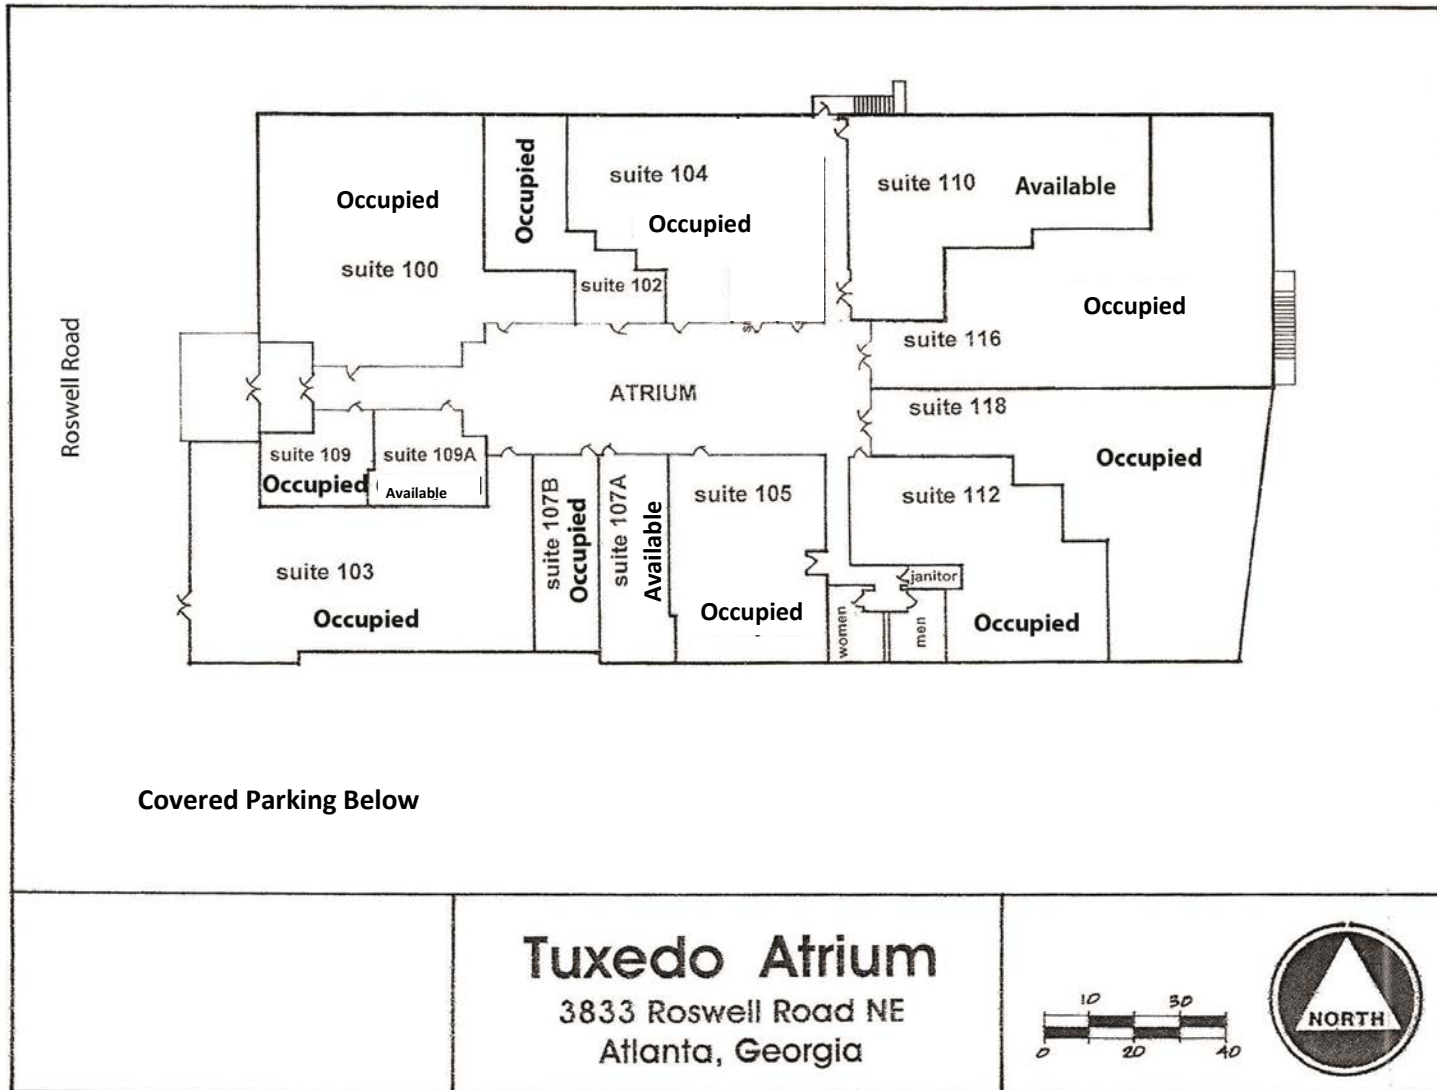 Roswell Road
Occupied
suite 100
Occupied
suite 102
suite 104
Occupied
suite 110
Available
Occupied
suite 116
ATRIUM
suite 118
Occupied
suite 109
Occupied
suite 109A
Available
suite 103
Occupied
suite 107B
Occupied
suite 107A
Available
suite 105
Occupied
suite 112
Occupied
janitor
women
men
Covered Parking Below
Tuxedo Atrium
3833 Roswell Road NE
Atlanta, Georgia
10 30
0 20 40
NORTH